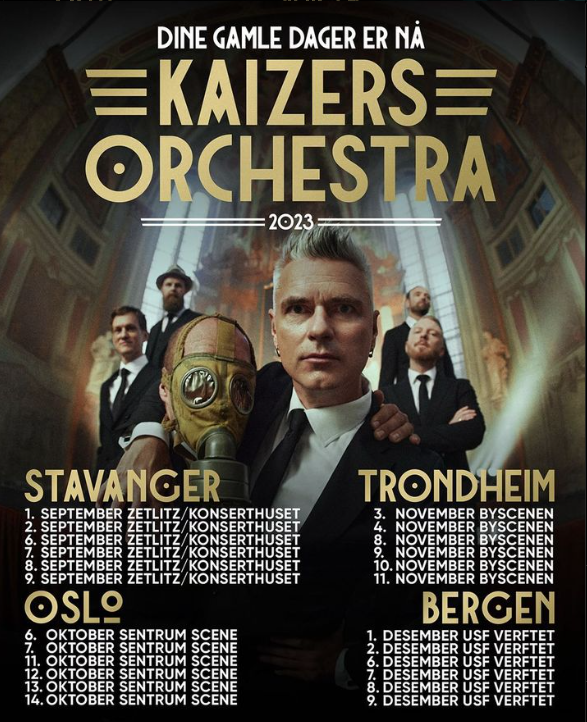 DINE GAMLE DAGER ER NÅ
KAIZERS
ORCHESTRA
2023
STAVANGER
1. SEPTEMBER ZETLITZ/KONSERTHUSET
2. SEPTEMBER ZETLITZ/KONSERTHUSET
6. SEPTEMBER ZETLITZ/KONSERTHUSET
7. SEPTEMBER ZETLITZ/KONSERTHUSET
8. SEPTEMBER ZETLITZ/KONSERTHUSET
9. SEPTEMBER ZETLITZ/KONSERTHUSET
TRONDHEIM
3. NOVEMBER BYSCENEN
4. NOVEMBER BYSCENEN
8. NOVEMBER BYSCENEN
9. NOVEMBER BYSCENEN
10. NOVEMBER BYSCENEN
11. NOVEMBER BYSCENEN
OSLO
6. OKTOBER SENTRUM SCENE
7. OKTOBER SENTRUM SCENE
11. OKTOBER SENTRUM SCENE
12. OKTOBER SENTRUM SCENE
13. OKTOBER SENTRUM SCENE
14. OKTOBER SENTRUM SCENE
BERGEN
1. DESEMBER USF VERFTET
2. DESEMBER USF VERFTET
6. DESEMBER USF VERFTET
7. DESEMBER USF VERFTET
8. DESEMBER USF VERFTET
9. DESEMBER USF VERFTET